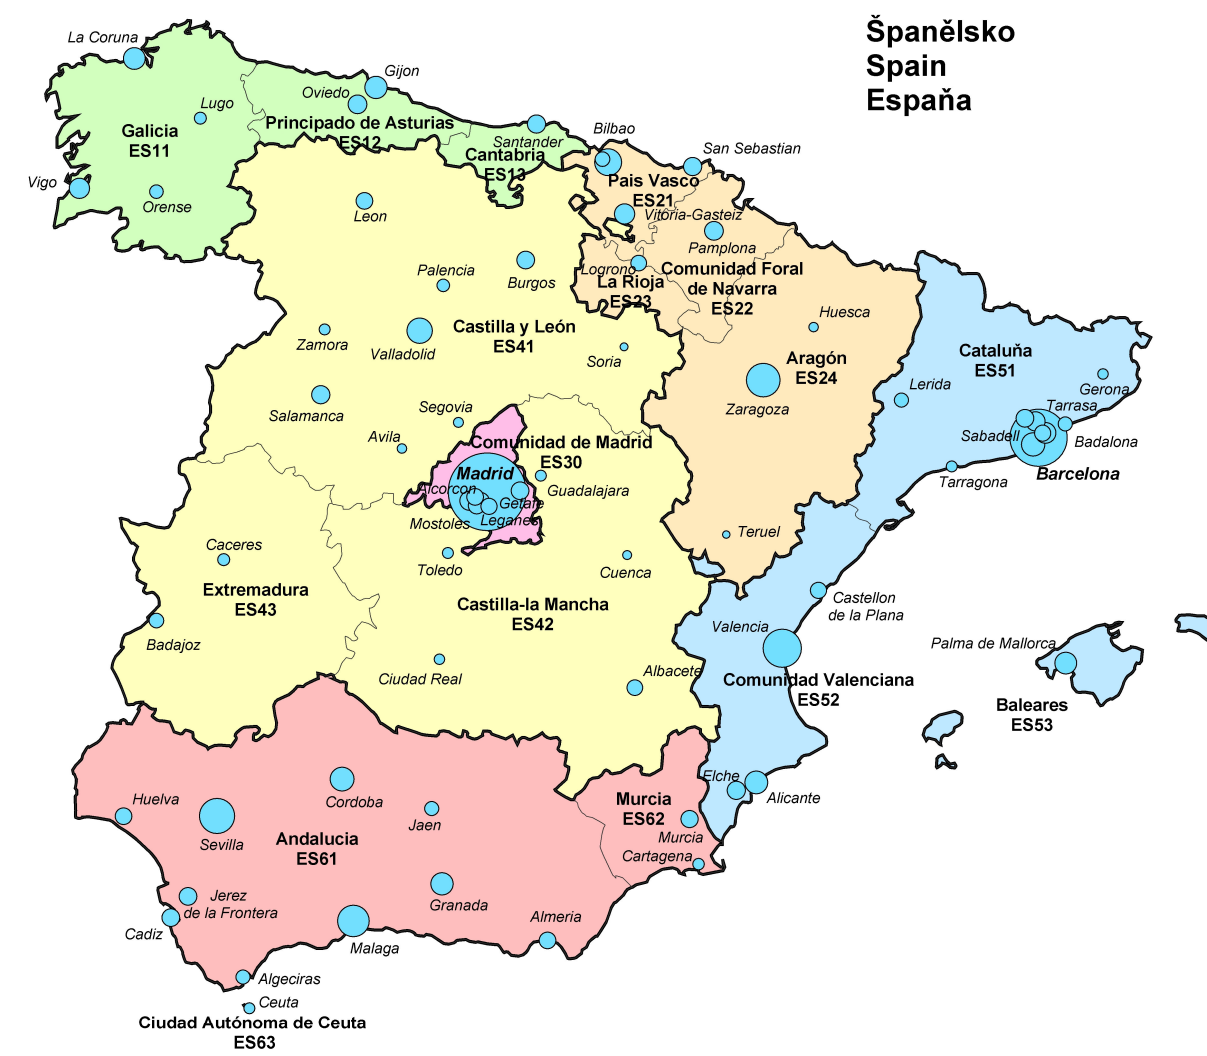 Španělsko
Spain
Espaňa
La Coruna
Gijon
Lugo
Oviedo
Galicia
ES11
Principado de Asturias
ES12
Santander
Cantabria
ES13
Bilbao
San Sebastian
Pais Vasco
ES21
Vigo
Orense
Leon
Vitoria-Gasteiz
Pamplona
Palencia
Burgos
Logrono
La Rioja
ES23
Comunidad Foral
de Navarra
ES22
Huesca
Zamora
Valladolid
Castilla y León
ES41
Soria
Aragón
ES24
Cataluňa
ES51
Salamanca
Segovia
Zaragoza
Lerida
Gerona
Tarrasa
Avila
Comunidad de Madrid
ES30
Sabadell
Badalona
Madrid
Barcelona
Alcorcon
Getafe
Guadalajara
Tarragona
Mostoles
Leganes
Teruel
Caceres
Toledo
Cuenca
Extremadura
ES43
Castilla-la Mancha
ES42
Castellon
de la Plana
Valencia
Badajoz
Palma de Mallorca
Ciudad Real
Albacete
Comunidad Valenciana
ES52
Baleares
ES53
Elche
Alicante
Huelva
Cordoba
Murcia
ES62
Jaen
Sevilla
Andalucia
ES61
Murcia
Cartagena
Jerez
de la Frontera
Granada
Almeria
Cadiz
Malaga
Algeciras
Ceuta
Ciudad Autónoma de Ceuta
ES63